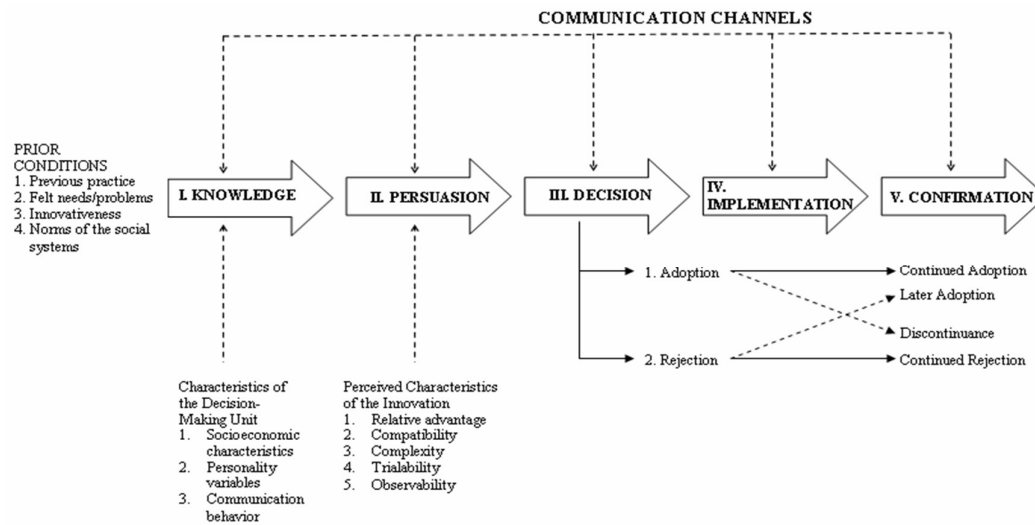 COMMUNICATION CHANNELS
PRIOR
CONDITIONS
1. Previous practice
2. Felt needs/problems
3. Innovativeness
4. Norms of the social
systems
I. KNOWLEDGE
II. PERSUASION
III. DECISION
IV.
IMPLEMENTATION
V. CONFIRMATION
1. Adoption
Continued Adoption
Later Adoption
Discontinuance
2. Rejection
Continued Rejection
Characteristics of
the Decision-
Making Unit
1. Socioeconomic
characteristics
2. Personality
variables
3. Communication
behavior
Perceived Characteristics
of the Innovation
1. Relative advantage
2. Compatibility
3. Complexity
4. Trialability
5. Observability